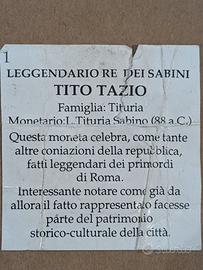 1
LEGGENDARIO RE DEI SABINI
TITO TAZIO
Famiglia: Tituria
Monetario: L. Tituria Sabino (88 a.C.)
Questa moneta celebra, come tante
altre coniazioni della repubblica,
fatti leggendari dei primordi
di Roma.
Interessante notare come già da
allora il fatto rappresentato facesse
parte del patrimonio
storico-culturale della città.